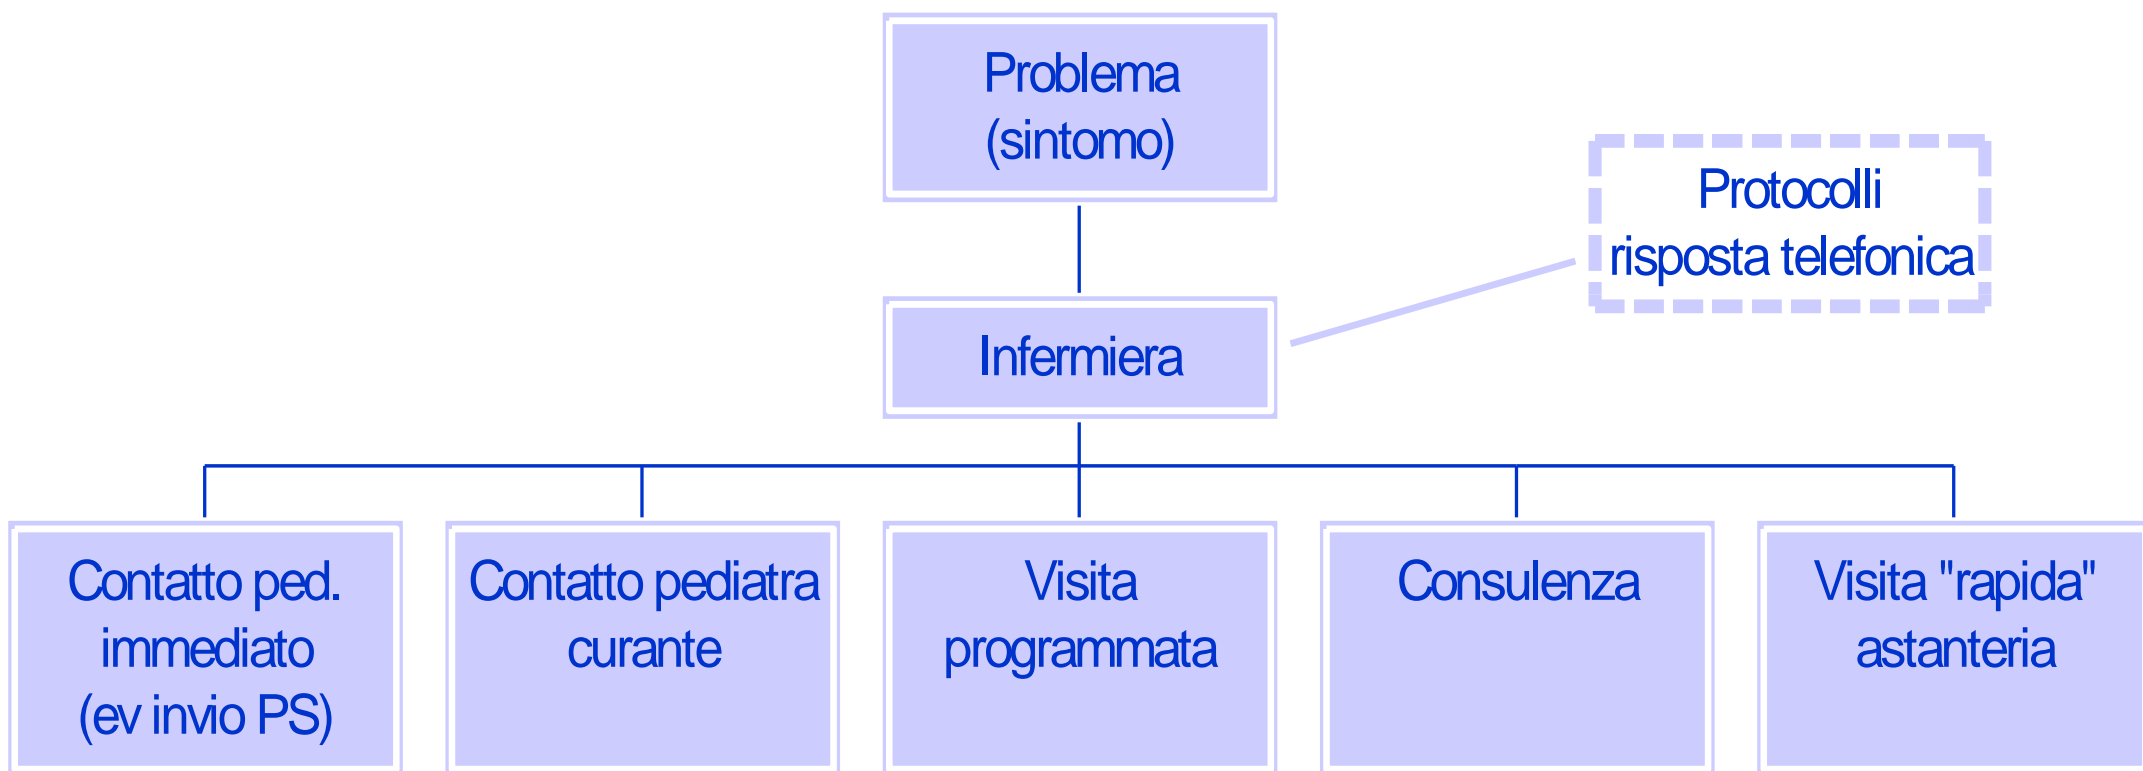 Problema
(sintomo)
Protocolli
risposta telefonica
Infermiera
Contatto ped.
immediato
(ev invio PS)
Contatto pediatra
curante
Visita
programmata
Consulenza
Visita "rapida"
astanteria